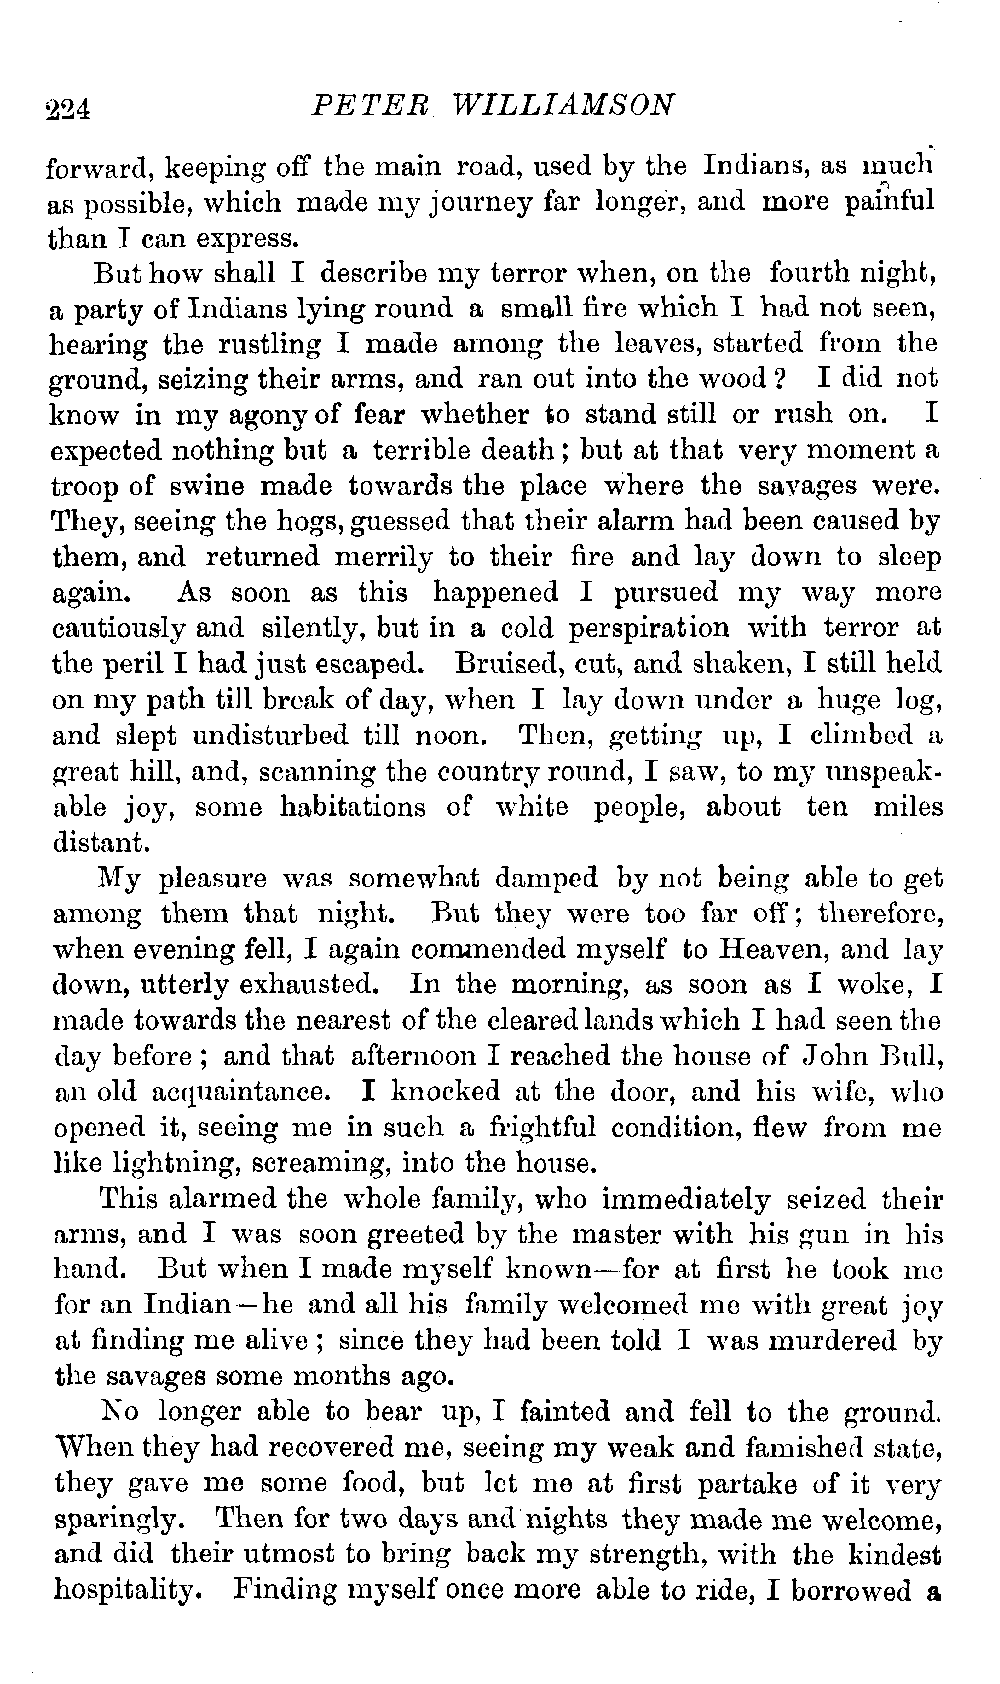 224 PETER WILLIAMSON
forward, keeping off the main road, used by the Indians, as much
as possible, which made my journey far longer, and more painful
than I can express.
But how shall I describe my terror when, on the fourth night,
a party of Indians lying round a small fire which I had not seen,
hearing the rustling I made among the leaves, started from the
ground, seizing their arms, and ran out into the wood? I did not
know in my agony of fear whether to stand still or rush on. I
expected nothing but a terrible death; but at that very moment a
troop of swine made towards the place where the savages were.
They, seeing the hogs, guessed that their alarm had been caused by
them, and returned merrily to their fire and lay down to sleep
again. As soon as this happened I pursued my way more
cautiously and silently, but in a cold perspiration with terror at
the peril I had just escaped. Bruised, cut, and shaken, I still held
on my path till break of day, when I lay down under a huge log,
and slept undisturbed till noon. Then, getting up, I climbed a
great hill, and, scanning the country round, I saw, to my unspeak-
able joy, some habitations of white people, about ten miles
distant.
My pleasure was somewhat damped by not being able to get
among them that night. But they were too far off; therefore,
when evening fell, I again commended myself to Heaven, and lay
down, utterly exhausted. In the morning, as soon as I woke, I
made towards the nearest of the cleared lands which I had seen the
day before; and that afternoon I reached the house of John Bull,
an old acquaintance. I knocked at the door, and his wife, who
opened it, seeing me in such a frightful condition, flew from me
like lightning, screaming, into the house.
This alarmed the whole family, who immediately seized their
arms, and I was soon greeted by the master with his gun in his
hand. But when I made myself known—for at first he took me
for an Indian—he and all his family welcomed me with great joy
at finding me alive; since they had been told I was murdered by
the savages some months ago.
No longer able to bear up, I fainted and fell to the ground.
When they had recovered me, seeing my weak and famished state,
they gave me some food, but let me at first partake of it very
sparingly. Then for two days and nights they made me welcome,
and did their utmost to bring back my strength, with the kindest
hospitality. Finding myself once more able to ride, I borrowed a